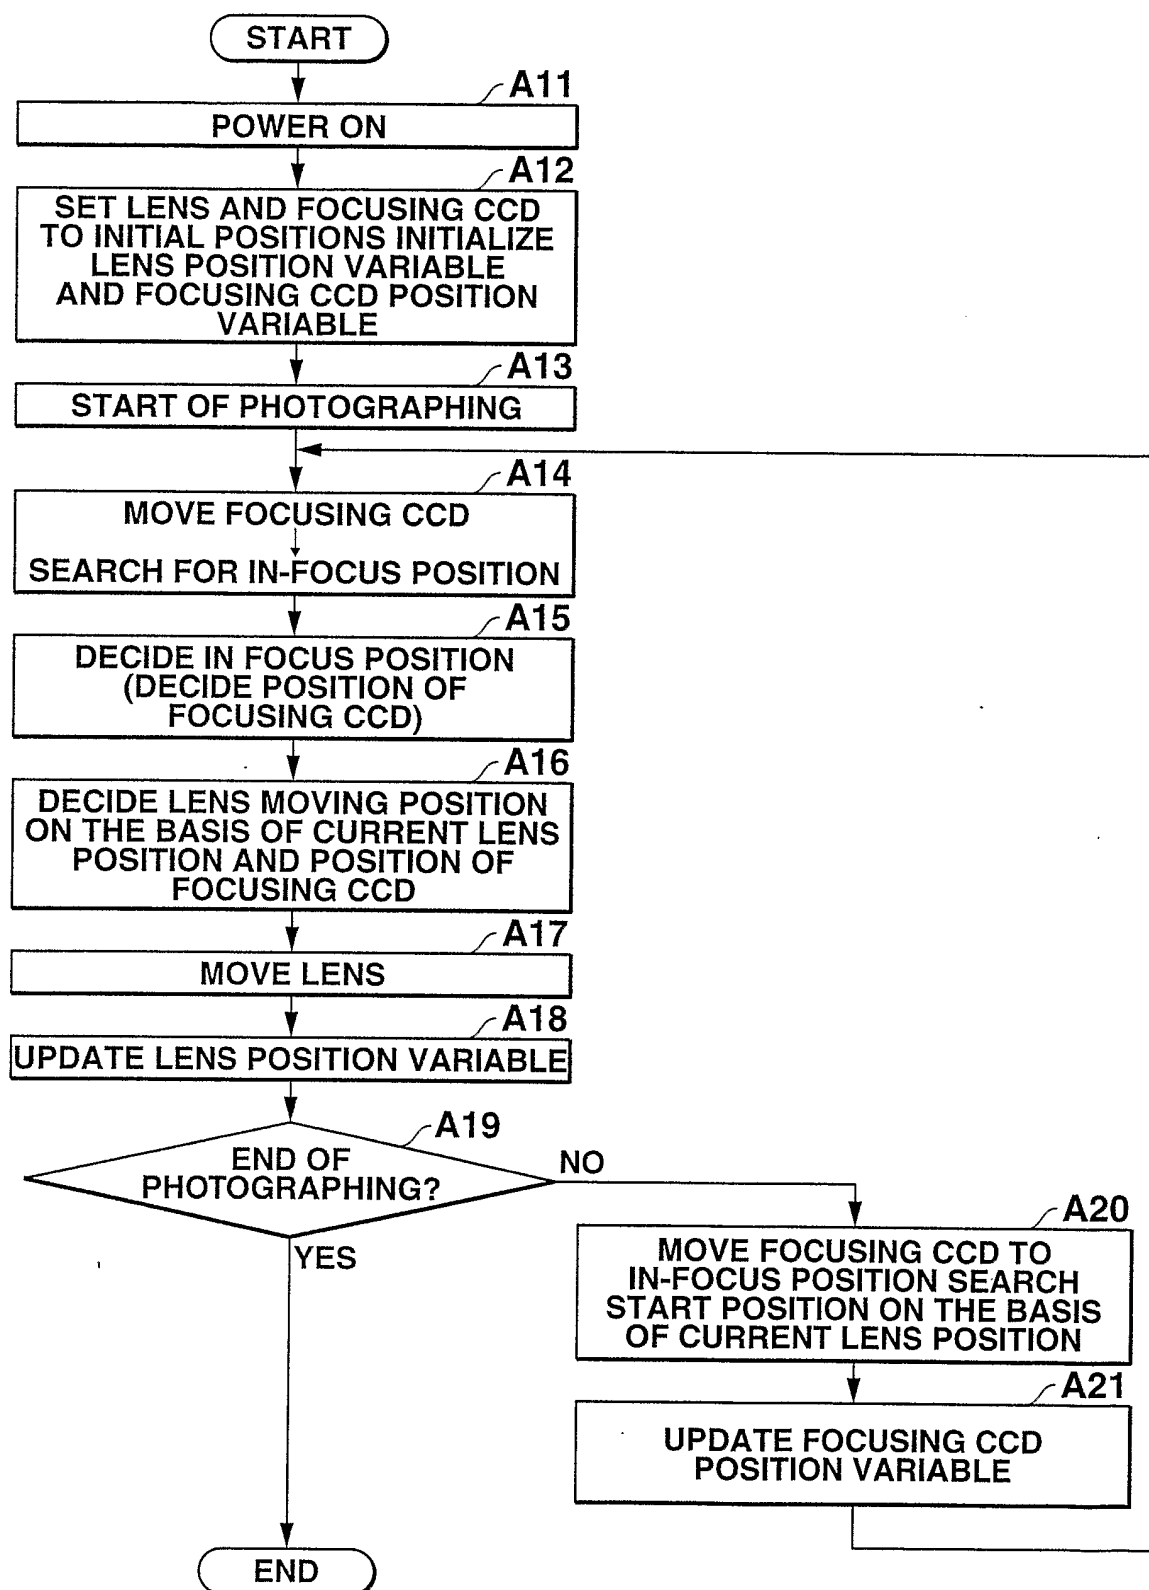 START
A11
POWER ON
A12
SET LENS AND FOCUSING CCD
TO INITIAL POSITIONS INITIALIZE
LENS POSITION VARIABLE
AND FOCUSING CCD POSITION
VARIABLE
A13
START OF PHOTOGRAPHING
A14
MOVE FOCUSING CCD
SEARCH FOR IN-FOCUS POSITION
A15
DECIDE IN FOCUS POSITION
(DECIDE POSITION OF
FOCUSING CCD)
A16
DECIDE LENS MOVING POSITION
ON THE BASIS OF CURRENT LENS
POSITION AND POSITION OF
FOCUSING CCD
A17
MOVE LENS
A18
UPDATE LENS POSITION VARIABLE
A19
END OF
PHOTOGRAPHING?
NO
YES
A20
MOVE FOCUSING CCD TO
IN-FOCUS POSITION SEARCH
START POSITION ON THE BASIS
OF CURRENT LENS POSITION
A21
UPDATE FOCUSING CCD
POSITION VARIABLE
END